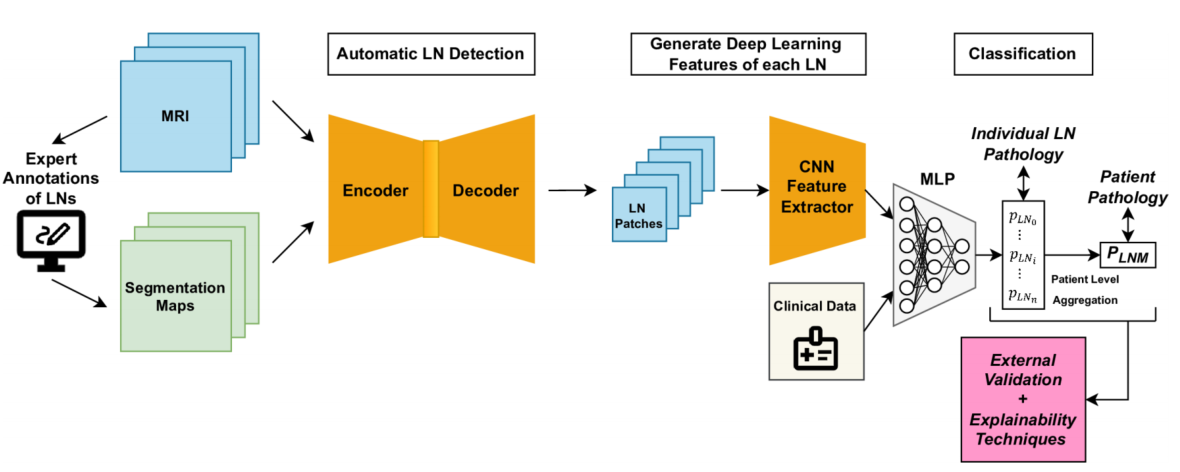 Automatic LN Detection
Generate Deep Learning
Features of each LN
Classification
MRI
Expert
Annotations
of LNs
Segmentation
Maps
Encoder
Decoder
LN
Patches
CNN
Feature
Extractor
Clinical Data
MLP
Individual LN
Pathology
p_{LN_0}
⋮
p_{LN_i}
⋮
p_{LN_n}
Patient
Pathology
P_{LNM}
Patient Level
Aggregation
External
Validation
+
Explainability
Techniques